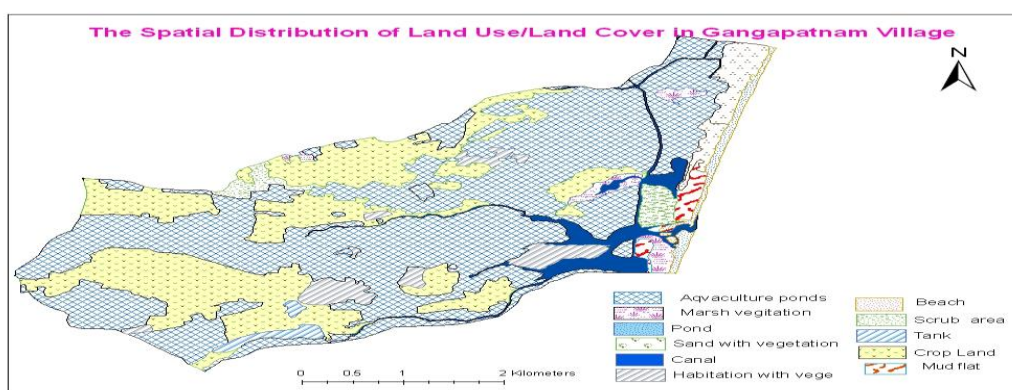 The Spatial Distribution of Land Use/Land Cover in Gangapatnam Village
N
Aqvaculture ponds
Marsh vegitation
Pond
Sand with vegetation
Canal
Habitation with vege
Beach
Scrub area
Tank
Crop Land
Mud flat
0 0.5 1 2 Kilometers